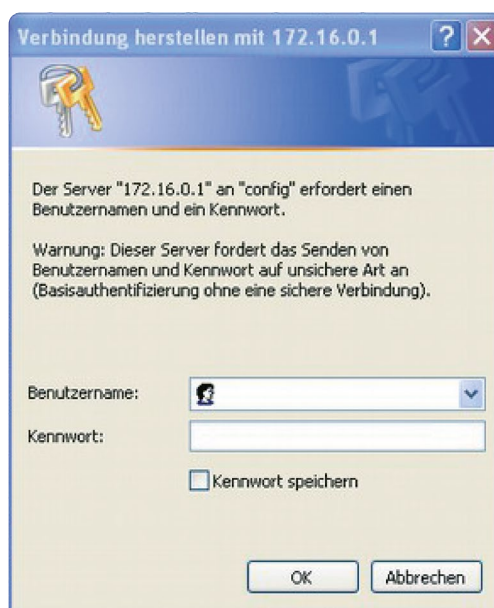 Verbindung herstellen mit 172.16.0.1
Der Server "172.16.0.1" an "config" erfordert einen
Benutzernamen und ein Kennwort.
Warnung: Dieser Server fordert das Senden von
Benutzernamen und Kennwort auf unsichere Art an
(Basisauthentifizierung ohne eine sichere Verbindung).
Benutzername:
Kennwort:
Kennwort speichern
OK Abbrechen